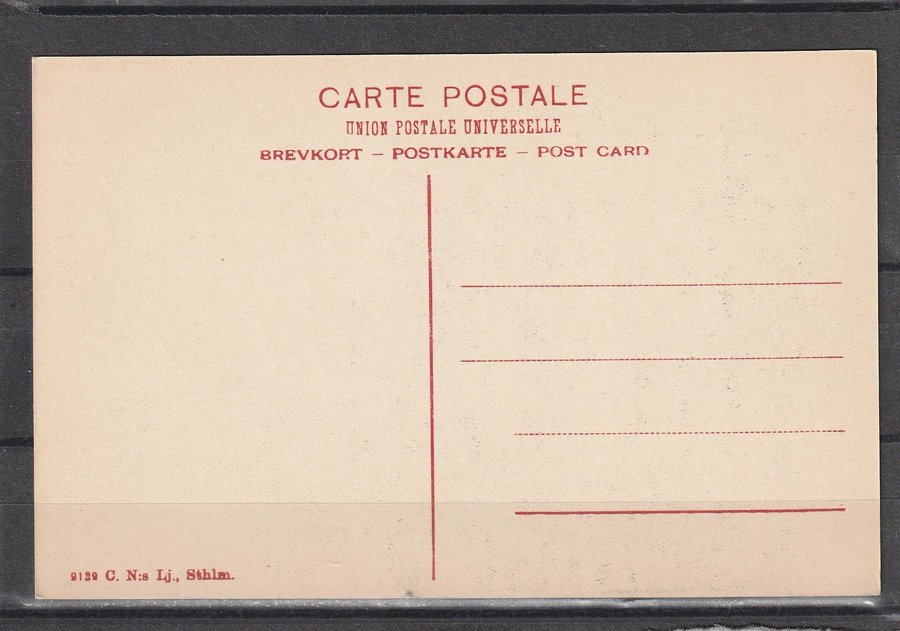 CARTE POSTALE
UNION POSTALE UNIVERSELLE
BREVKORT – POSTKARTE – POST CARD
9139 C. N:s Lj., Sthlm.